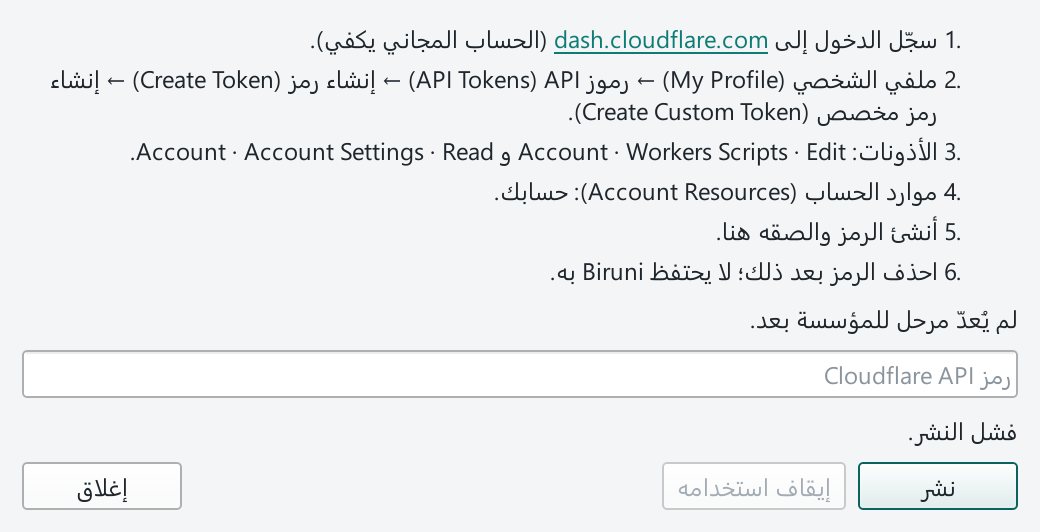 1. سجّل الدخول إلى dash.cloudflare.com (الحساب المجاني يكفي).
2. ملفي الشخصي (My Profile) ← رموز API (API Tokens) ← إنشاء رمز (Create Token) ← إنشاء
رمز مخصص (Create Custom Token).
3. الأذونات: Account · Workers Scripts · Edit و Account · Account Settings · Read.
4. موارد الحساب (Account Resources): حسابك.
5. أنشئ الرمز والصقه هنا.
6. احذف الرمز بعد ذلك؛ لا يحتفظ Biruni به.
لم يُعدّ مرحل للمؤسسة بعد.
رمز Cloudflare API
فشل النشر.
نشر
إيقاف استخدامه
إغلاق